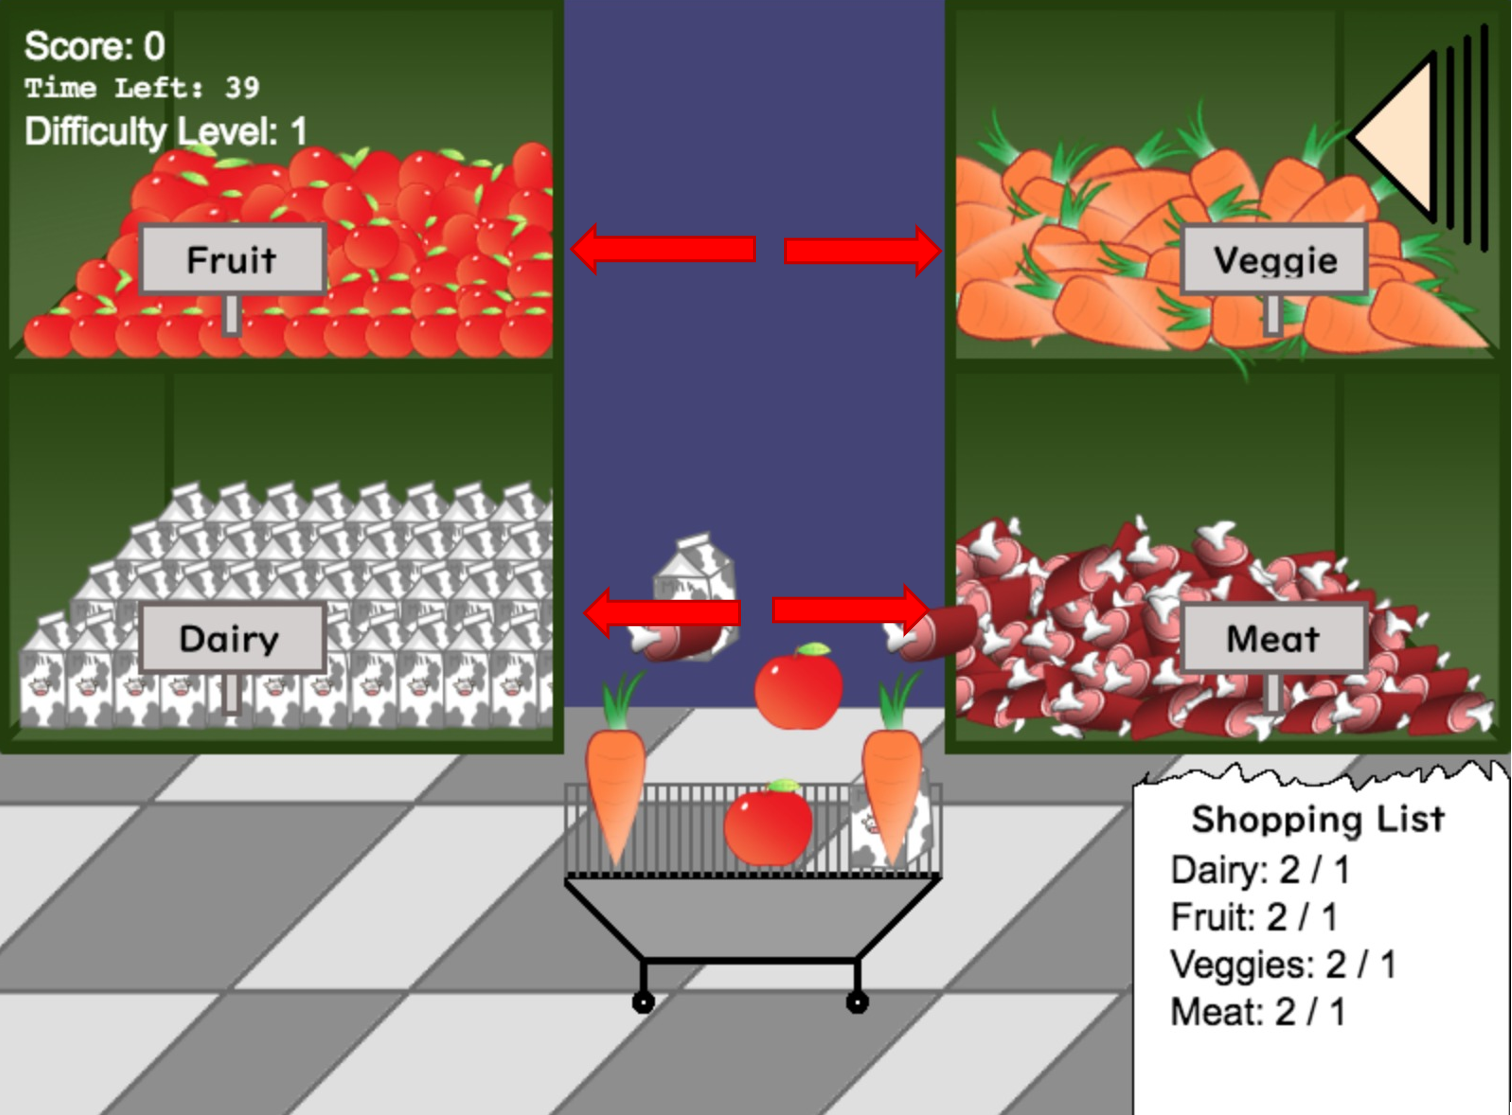 Score: 0
Time Left: 39
Difficulty Level: 1
Fruit
Veggie
Milk
Dairy
Meat
Shopping List
Dairy: 2 / 1
Fruit: 2 / 1
Veggies: 2 / 1
Meat: 2 / 1